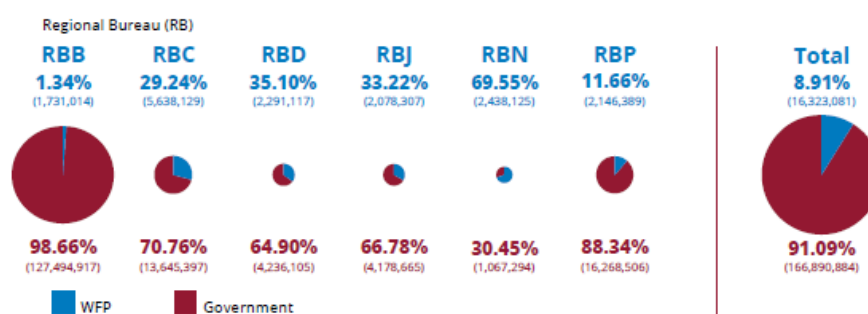 Regional Bureau (RB)
RBB RBC RBD RBJ RBN RBP Total
1.34% 29.24% 35.10% 33.22% 69.55% 11.66% 8.91%
(1,731,014) (5,638,129) (2,291,117) (2,078,307) (2,438,125) (2,146,389) (16,323,081)
98.66% 70.76% 64.90% 66.78% 30.45% 88.34% 91.09%
(127,494,917) (13,645,397) (4,236,105) (4,178,665) (1,067,294) (16,268,506) (166,890,884)
WFP Government